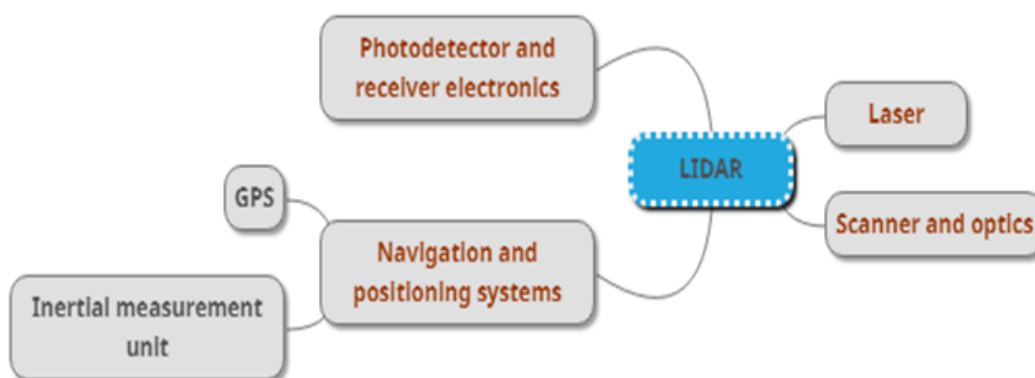 Photodetector and
receiver electronics
Laser
LIDAR
GPS
Scanner and optics
Navigation and
positioning systems
Inertial measurement
unit